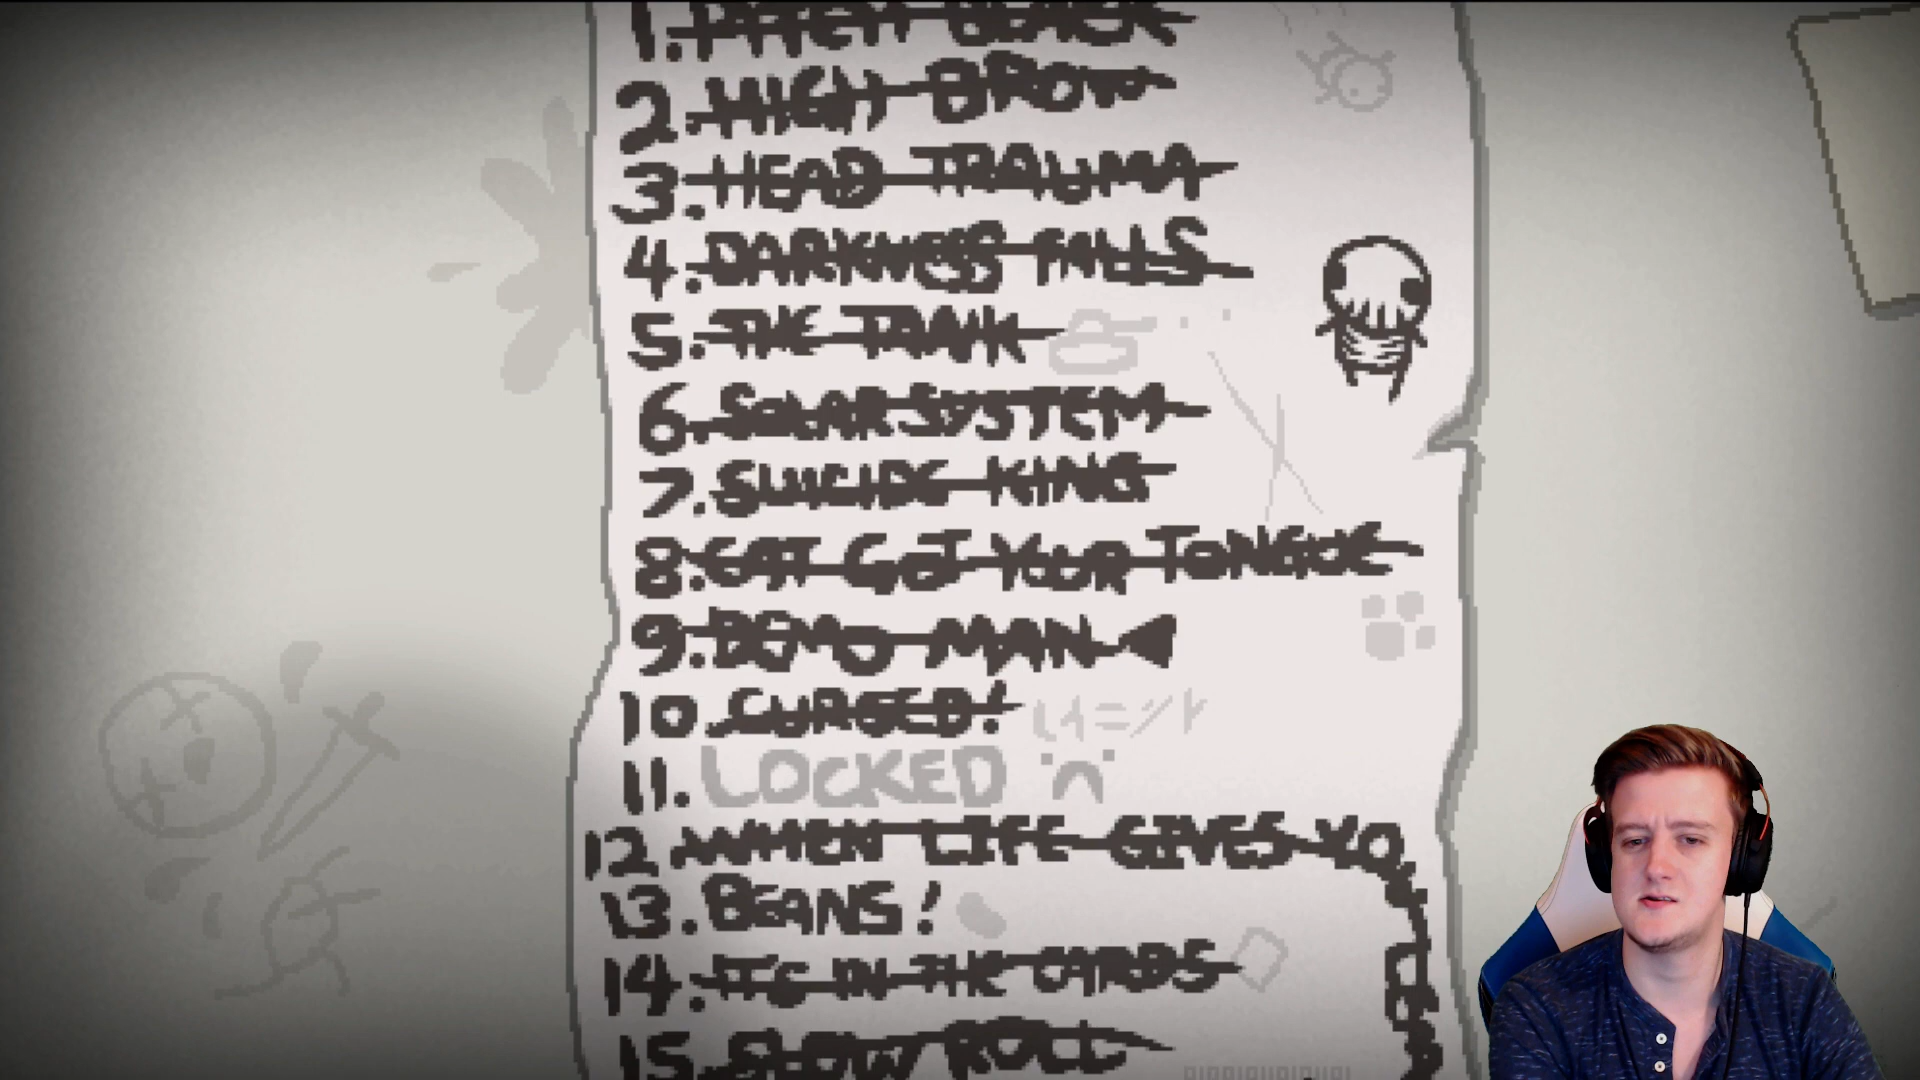 1. PITCH BLACK
2. HIGH BROW
3. HEAD TRAUMA
4. DARKNESS FALLS
5. THE TANK
6. SOLAR SYSTEM
7. SUICIDE KING
8. CAT GOT YOUR TONGUE
9. DEMO MAN
10. CURSED!
11. LOCKED :(
12. WHEN LIFE GIVES YOU LEM
13. BEANS!
14. ITS IN THE CARDS
15. SLOW ROLL